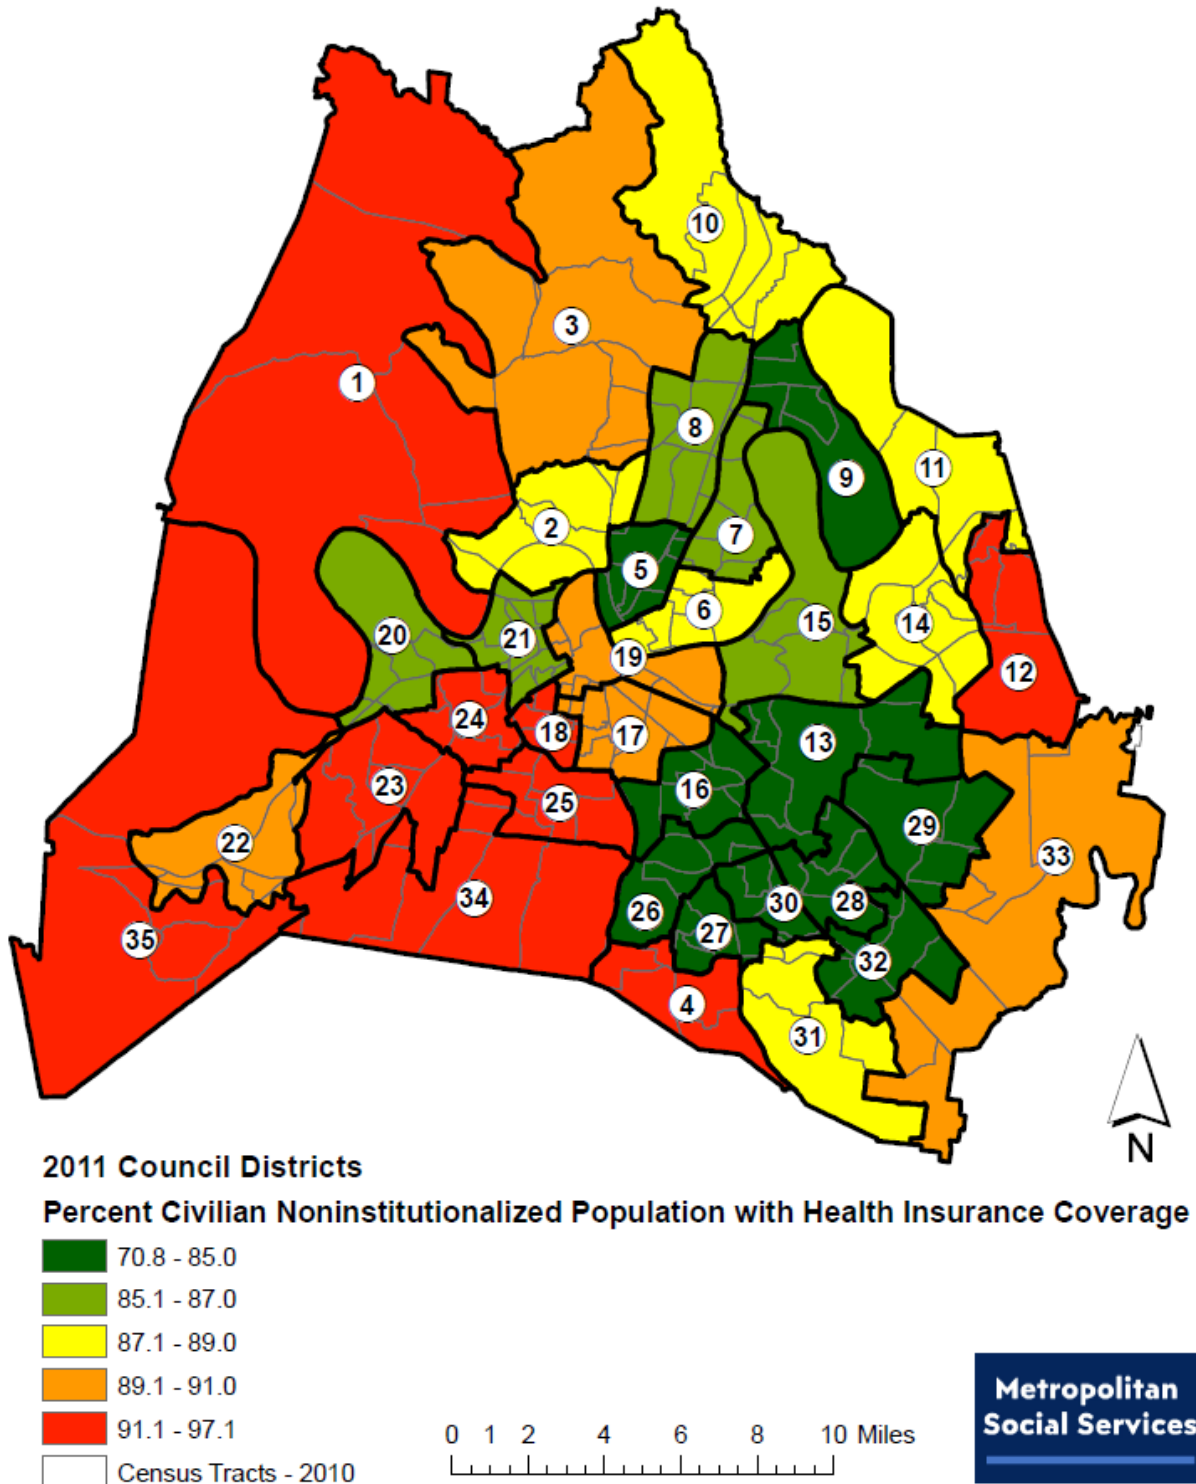 10
3
1
8
11
9
2
7
5
6
15
14
20
21
19
12
24
18
17
13
23
16
25
29
22
33
34
26
30
28
35
27
32
4
31
N
2011 Council Districts
Percent Civilian Noninstitutionalized Population with Health Insurance Coverage
70.8 - 85.0
85.1 - 87.0
87.1 - 89.0
89.1 - 91.0
91.1 - 97.1
Census Tracts - 2010
0 1 2 4 6 8 10 Miles
Metropolitan
Social Services